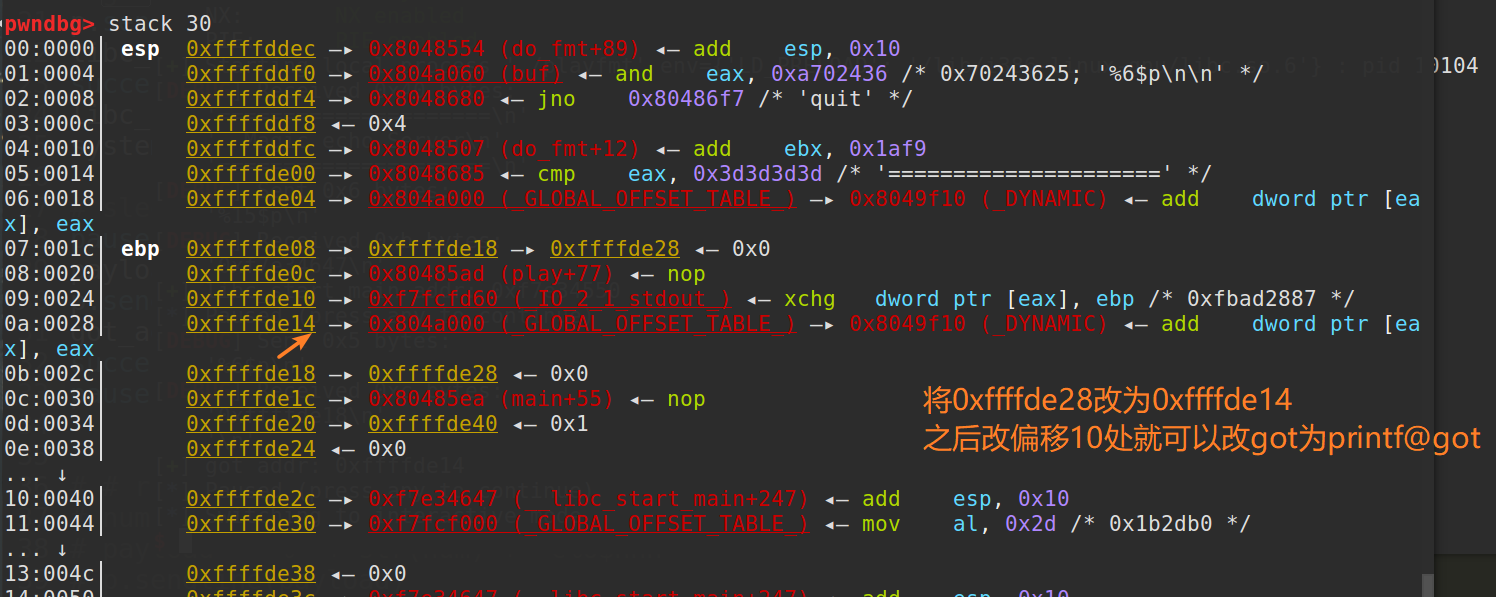 pwndbg> stack 30
00:0000│ esp 0xffffddec —▸ 0x8048554 (do_fmt+89) ◂— add esp, 0x10
01:0004│ 0xffffddf0 —▸ 0x804a060 (buf) ◂— and eax, 0xa702436 /* 0x70243625; '%6$p\n\n' */
02:0008│ 0xffffddf4 —▸ 0x8048680 ◂— jno 0x80486f7 /* 'quit' */
03:000c│ 0xffffddf8 ◂— 0x4
04:0010│ 0xffffddfc —▸ 0x8048507 (do_fmt+12) ◂— add ebx, 0x1af9
05:0014│ 0xffffde00 —▸ 0x8048685 ◂— cmp eax, 0x3d3d3d3d /* '=====================' */
06:0018│ 0xffffde04 —▸ 0x804a000 (_GLOBAL_OFFSET_TABLE_) —▸ 0x8049f10 (_DYNAMIC) ◂— add dword ptr [ea
x], eax
07:001c│ ebp 0xffffde08 —▸ 0xffffde18 —▸ 0xffffde28 ◂— 0x0
08:0020│ 0xffffde0c —▸ 0x80485ad (play+77) ◂— nop
09:0024│ 0xffffde10 —▸ 0xf7fcfd60 (_IO_2_1_stdout_) ◂— xchg dword ptr [eax], ebp /* 0xfbad2887 */
0a:0028│ 0xffffde14 —▸ 0x804a000 (_GLOBAL_OFFSET_TABLE_) —▸ 0x8049f10 (_DYNAMIC) ◂— add dword ptr [ea
x], eax
0b:002c│ 0xffffde18 —▸ 0xffffde28 ◂— 0x0
0c:0030│ 0xffffde1c —▸ 0x80485ea (main+55) ◂— nop
0d:0034│ 0xffffde20 —▸ 0xffffde40 ◂— 0x1
0e:0038│ 0xffffde24 ◂— 0x0
... ↓
10:0040│ 0xffffde2c —▸ 0xf7e34647 (__libc_start_main+247) ◂— add esp, 0x10
11:0044│ 0xffffde30 —▸ 0xf7fcf000 (_GLOBAL_OFFSET_TABLE_) ◂— mov al, 0x2d /* 0x1b2db0 */
... ↓
13:004c│ 0xffffde38 ◂— 0x0
将0xffffde28改为0xffffde14
之后改偏移10处就可以改got为printf@got